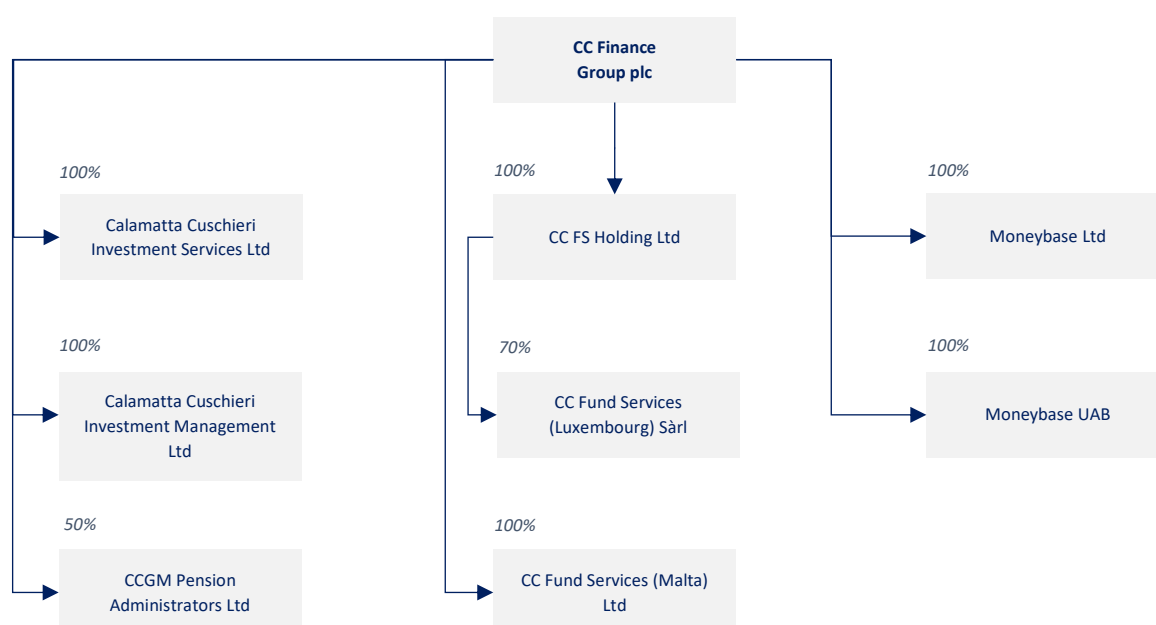 CC Finance
Group plc
100%
100%
100%
Calamatta Cuschieri
Investment Services Ltd
CC FS Holding Ltd
Moneybase Ltd
100%
70%
100%
Calamatta Cuschieri
Investment Management
Ltd
CC Fund Services
(Luxembourg) Sàrl
Moneybase UAB
50%
100%
CCGM Pension
Administrators Ltd
CC Fund Services (Malta)
Ltd